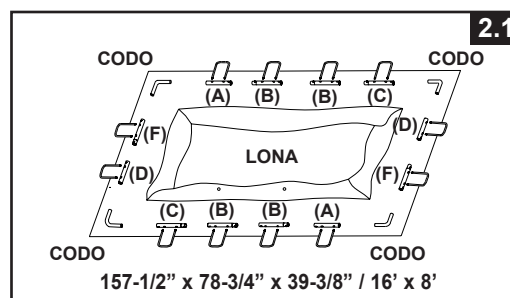 2.1
CODO CODO
(A) (B) (B) (C)
(F) (D)
LONA
(D) (F)
(C) (B) (B) (A)
CODO CODO
157-1/2” x 78-3/4” x 39-3/8” / 16’ x 8’